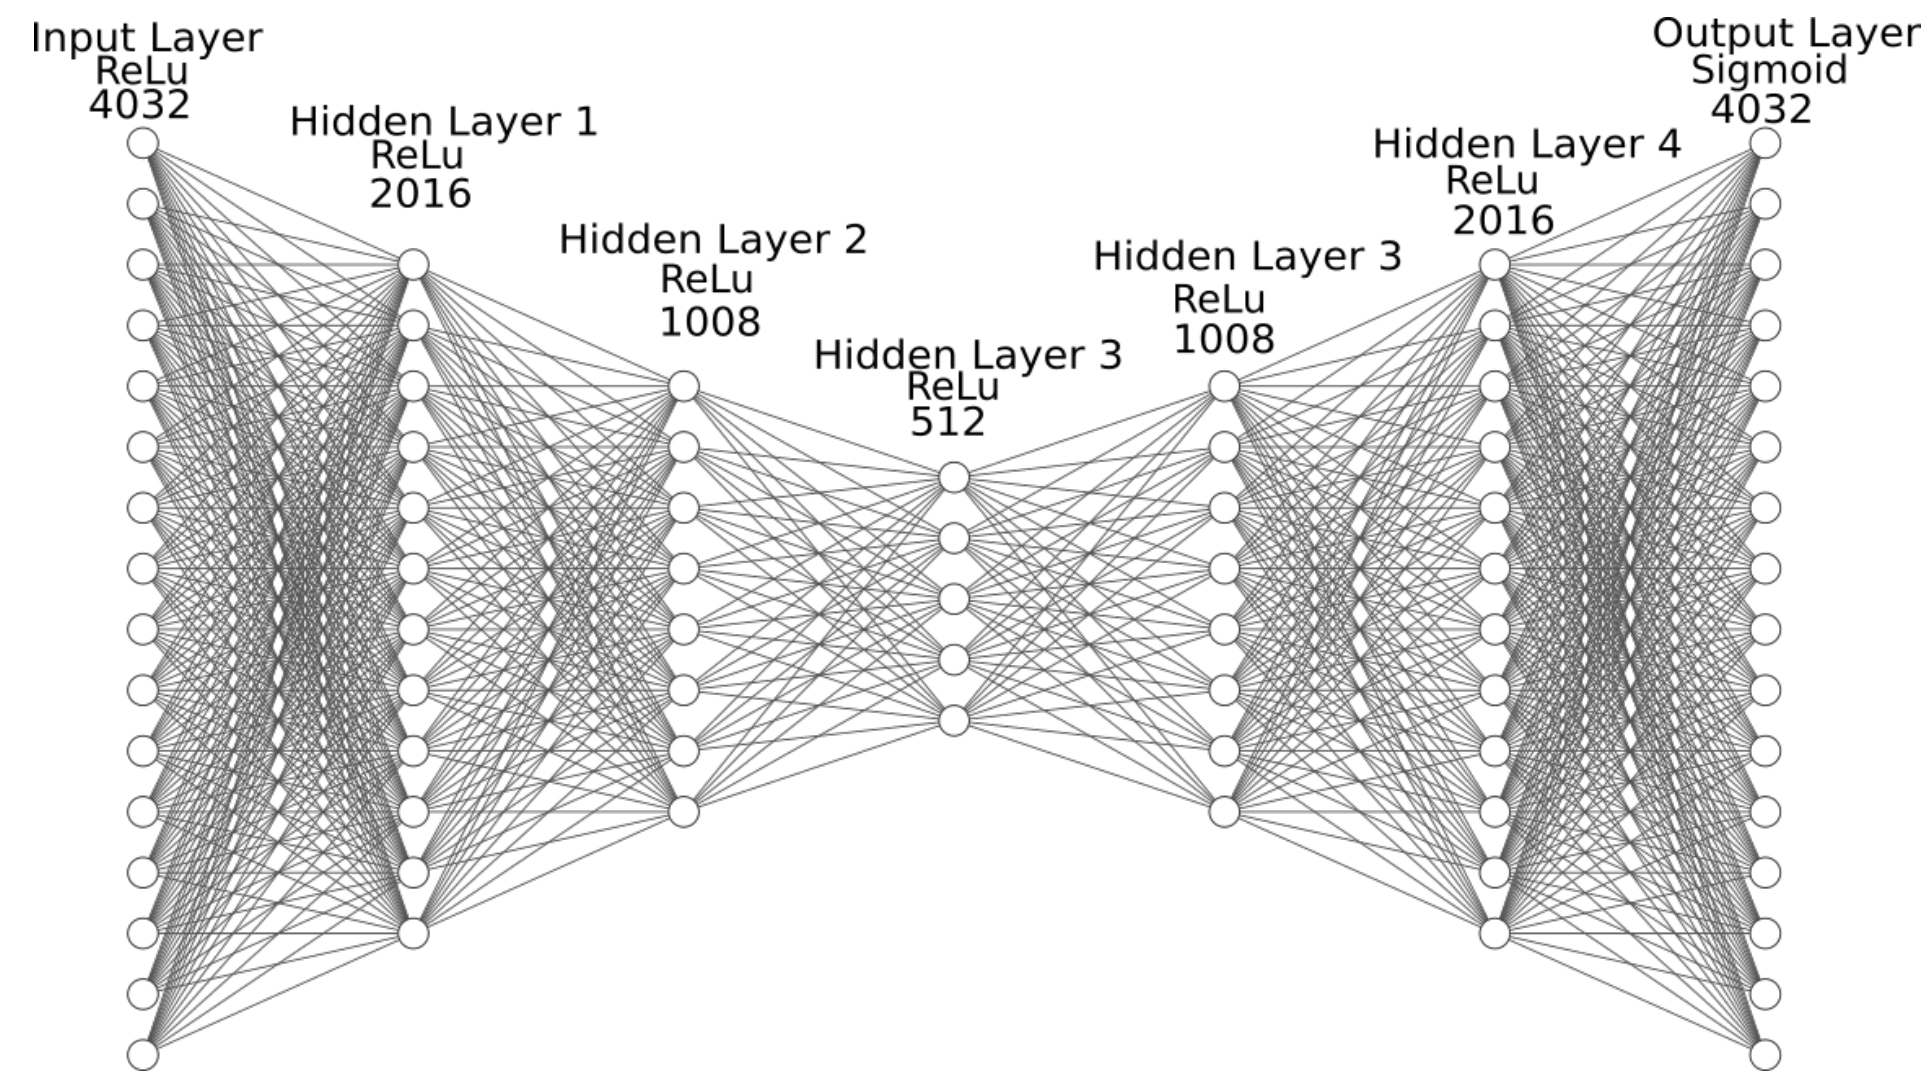 Input Layer
ReLu
4032
Hidden Layer 1
ReLu
2016
Hidden Layer 2
ReLu
1008
Hidden Layer 3
ReLu
512
Hidden Layer 3
ReLu
1008
Hidden Layer 4
ReLu
2016
Output Layer
Sigmoid
4032